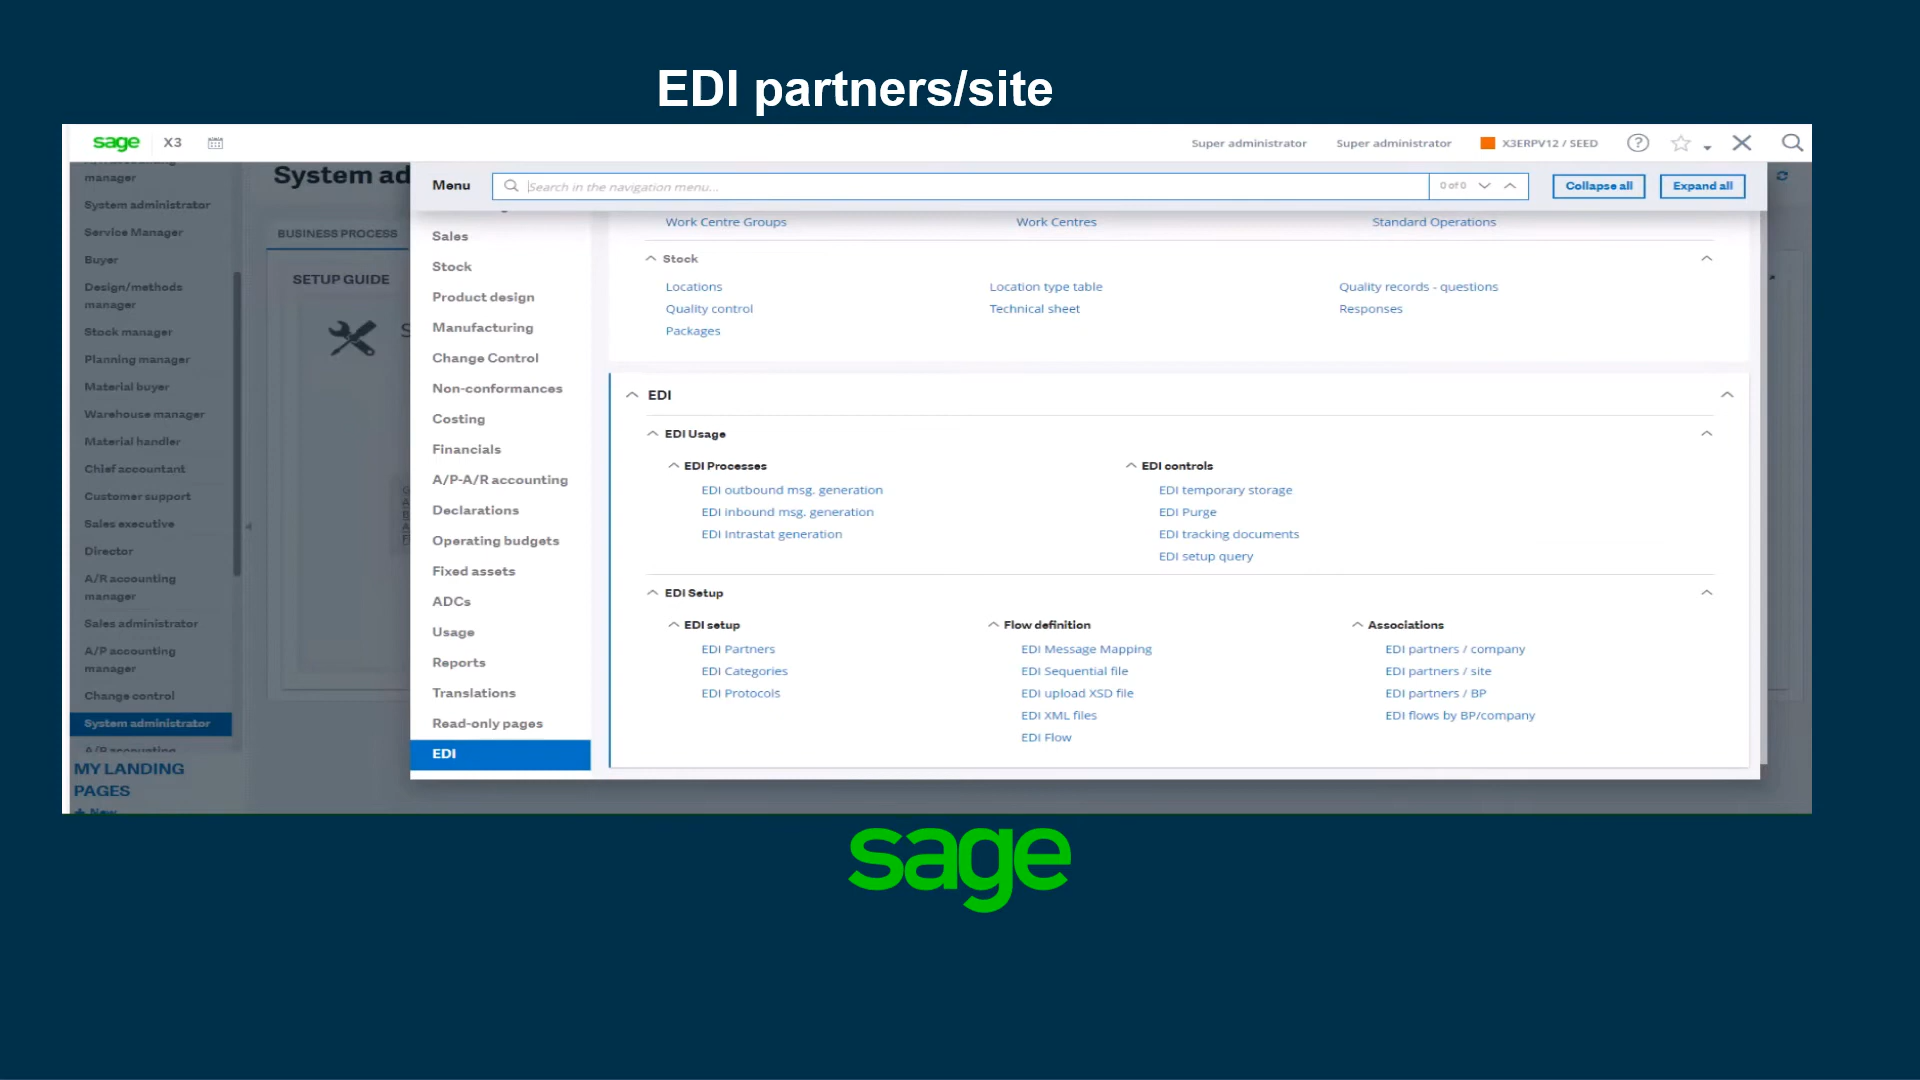 EDI partners/site
sage X3 Super administrator Super administrator X3ERPV12 / SEED
manager
System administrator
Service Manager
Buyer
Design/methods
manager
Stock manager
Planning manager
Material buyer
Warehouse manager
Material handler
Chief accountant
Customer support
Sales executive
Director
A/R accounting
manager
Sales administrator
A/P accounting
manager
Change control
System administrator
A/R accounting
MY LANDING
PAGES
+ New
System ad
BUSINESS PROCESS
SETUP GUIDE
S
Menu Search in the navigation menu... 0 of 0 Collapse all Expand all
Sales
Stock
Product design
Manufacturing
Change Control
Non-conformances
Costing
Financials
A/P-A/R accounting
Declarations
Operating budgets
Fixed assets
ADCs
Usage
Reports
Translations
Read-only pages
EDI
Work Centre Groups Work Centres Standard Operations
Stock
Locations Location type table Quality records - questions
Quality control Technical sheet Responses
Packages
EDI
EDI Usage
EDI Processes EDI controls
EDI outbound msg. generation EDI temporary storage
EDI inbound msg. generation EDI Purge
EDI Intrastat generation EDI tracking documents
EDI setup query
EDI Setup
EDI setup Flow definition Associations
EDI Partners EDI Message Mapping EDI partners / company
EDI Categories EDI Sequential file EDI partners / site
EDI Protocols EDI upload XSD file EDI partners / BP
EDI XML files EDI flows by BP/company
EDI Flow
sage